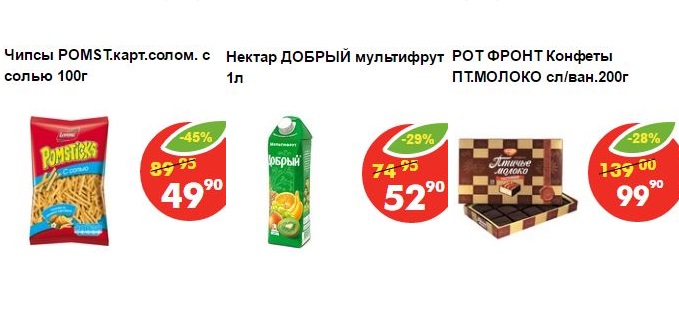 Чипсы POMST.карт.солом. с
солью 100г
Lorenz
POMSTICKS
С солью
-45%
89 95
49 90
Нектар ДОБРЫЙ мультифрут
1л
Мультифрут
Добрый
-29%
74 95
52 90
РОТ ФРОНТ Конфеты
ПТ.МОЛОКО сл/ван.200г
Птичье
молоко
-28%
139 00
99 90